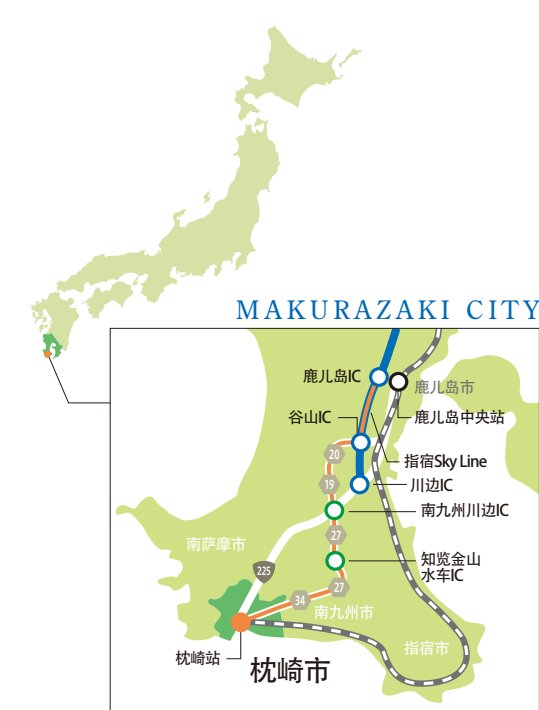 MAKURAZAKI CITY
鹿儿岛IC
鹿儿岛市
谷山IC
鹿儿岛中央站
20
指宿Sky Line
19
川边IC
南九州川边IC
27
南萨摩市
知览金山
水车IC
225
27
34
南九州市
指宿市
枕崎站
枕崎市